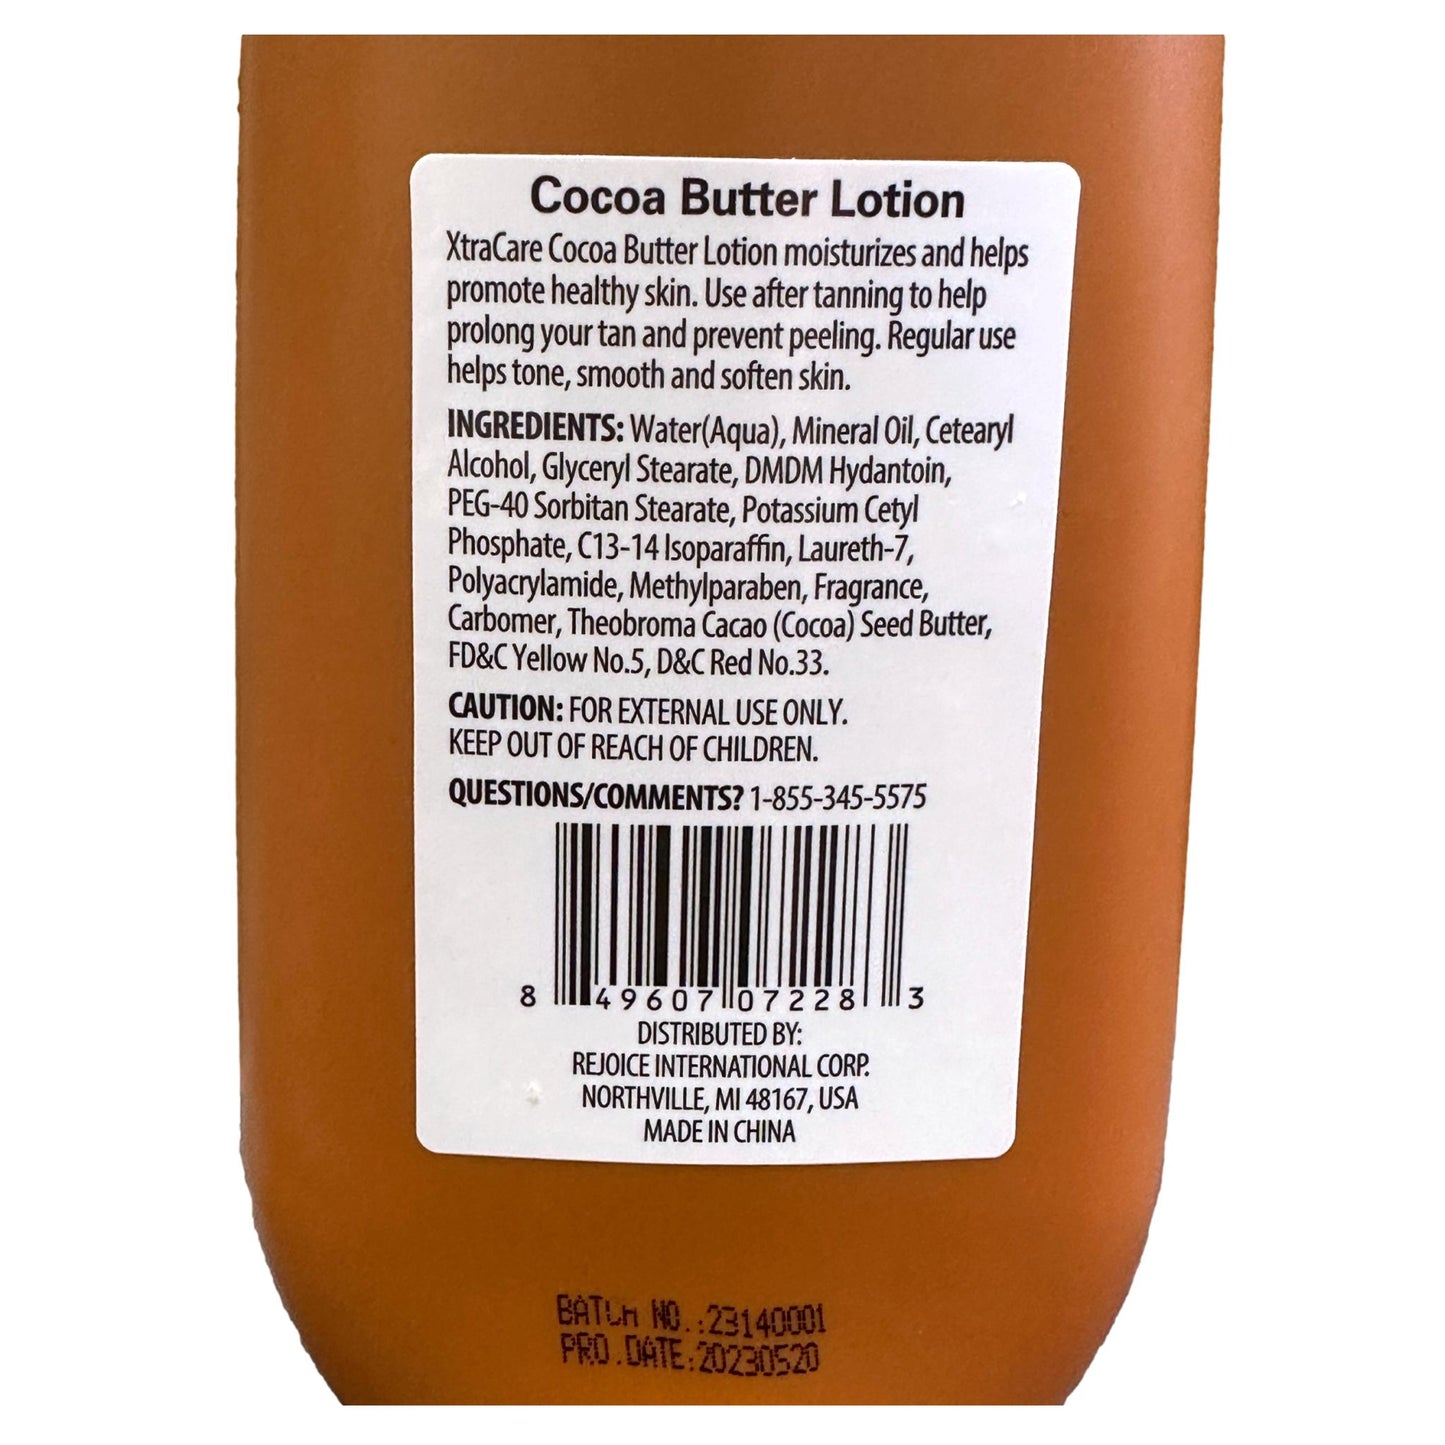 Cocoa Butter Lotion
XtraCare Cocoa Butter Lotion moisturizes and helps
promote healthy skin. Use after tanning to help
prolong your tan and prevent peeling. Regular use
helps tone, smooth and soften skin.
INGREDIENTS: Water(Aqua), Mineral Oil, Cetearyl
Alcohol, Glyceryl Stearate, DMDM Hydantoin,
PEG-40 Sorbitan Stearate, Potassium Cetyl
Phosphate, C13-14 Isoparaffin, Laureth-7,
Polyacrylamide, Methylparaben, Fragrance,
Carbomer, Theobroma Cacao (Cocoa) Seed Butter,
FD&C Yellow No.5, D&C Red No.33.
CAUTION: FOR EXTERNAL USE ONLY.
KEEP OUT OF REACH OF CHILDREN.
QUESTIONS/COMMENTS? 1-855-345-5575
8 49607 07228 3
DISTRIBUTED BY:
REJOICE INTERNATIONAL CORP.
NORTHVILLE, MI 48167, USA
MADE IN CHINA
BATCH NO.:23140001
PRO.DATE:20230520